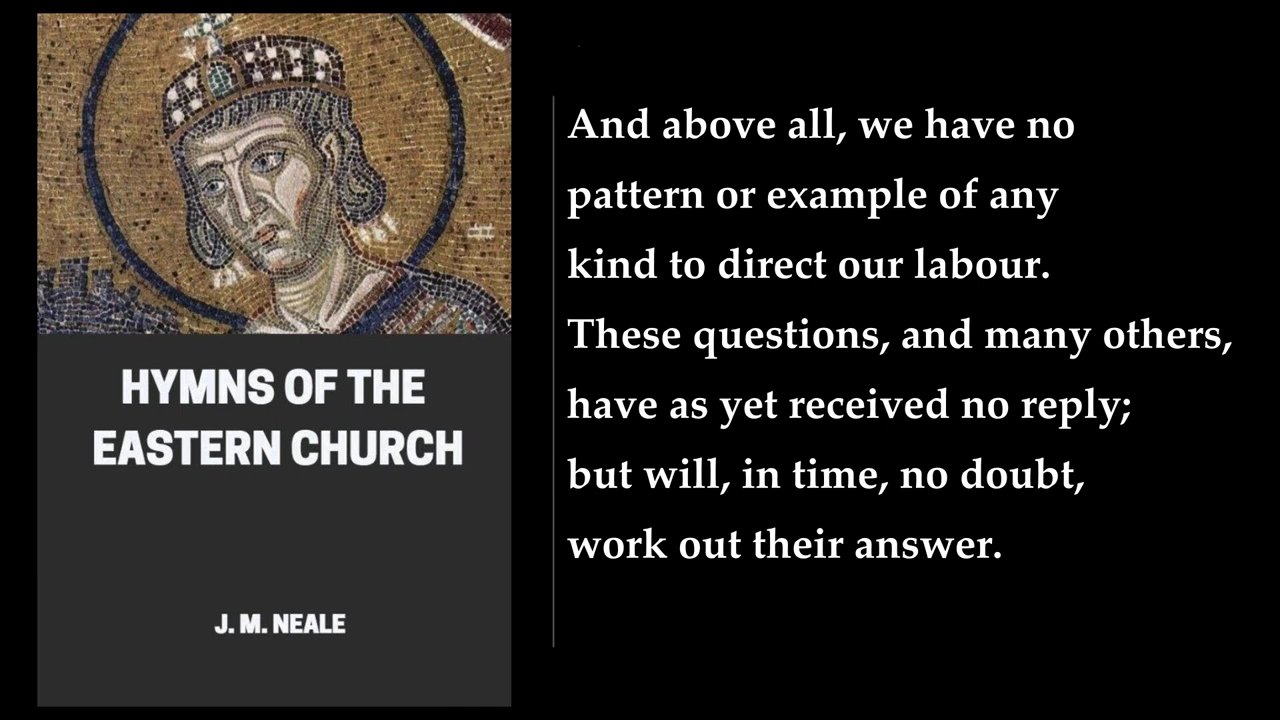 HYMNS OF THE
EASTERN CHURCH
J. M. NEALE
And above all, we have no
pattern or example of any
kind to direct our labour.
These questions, and many others,
have as yet received no reply;
but will, in time, no doubt,
work out their answer.